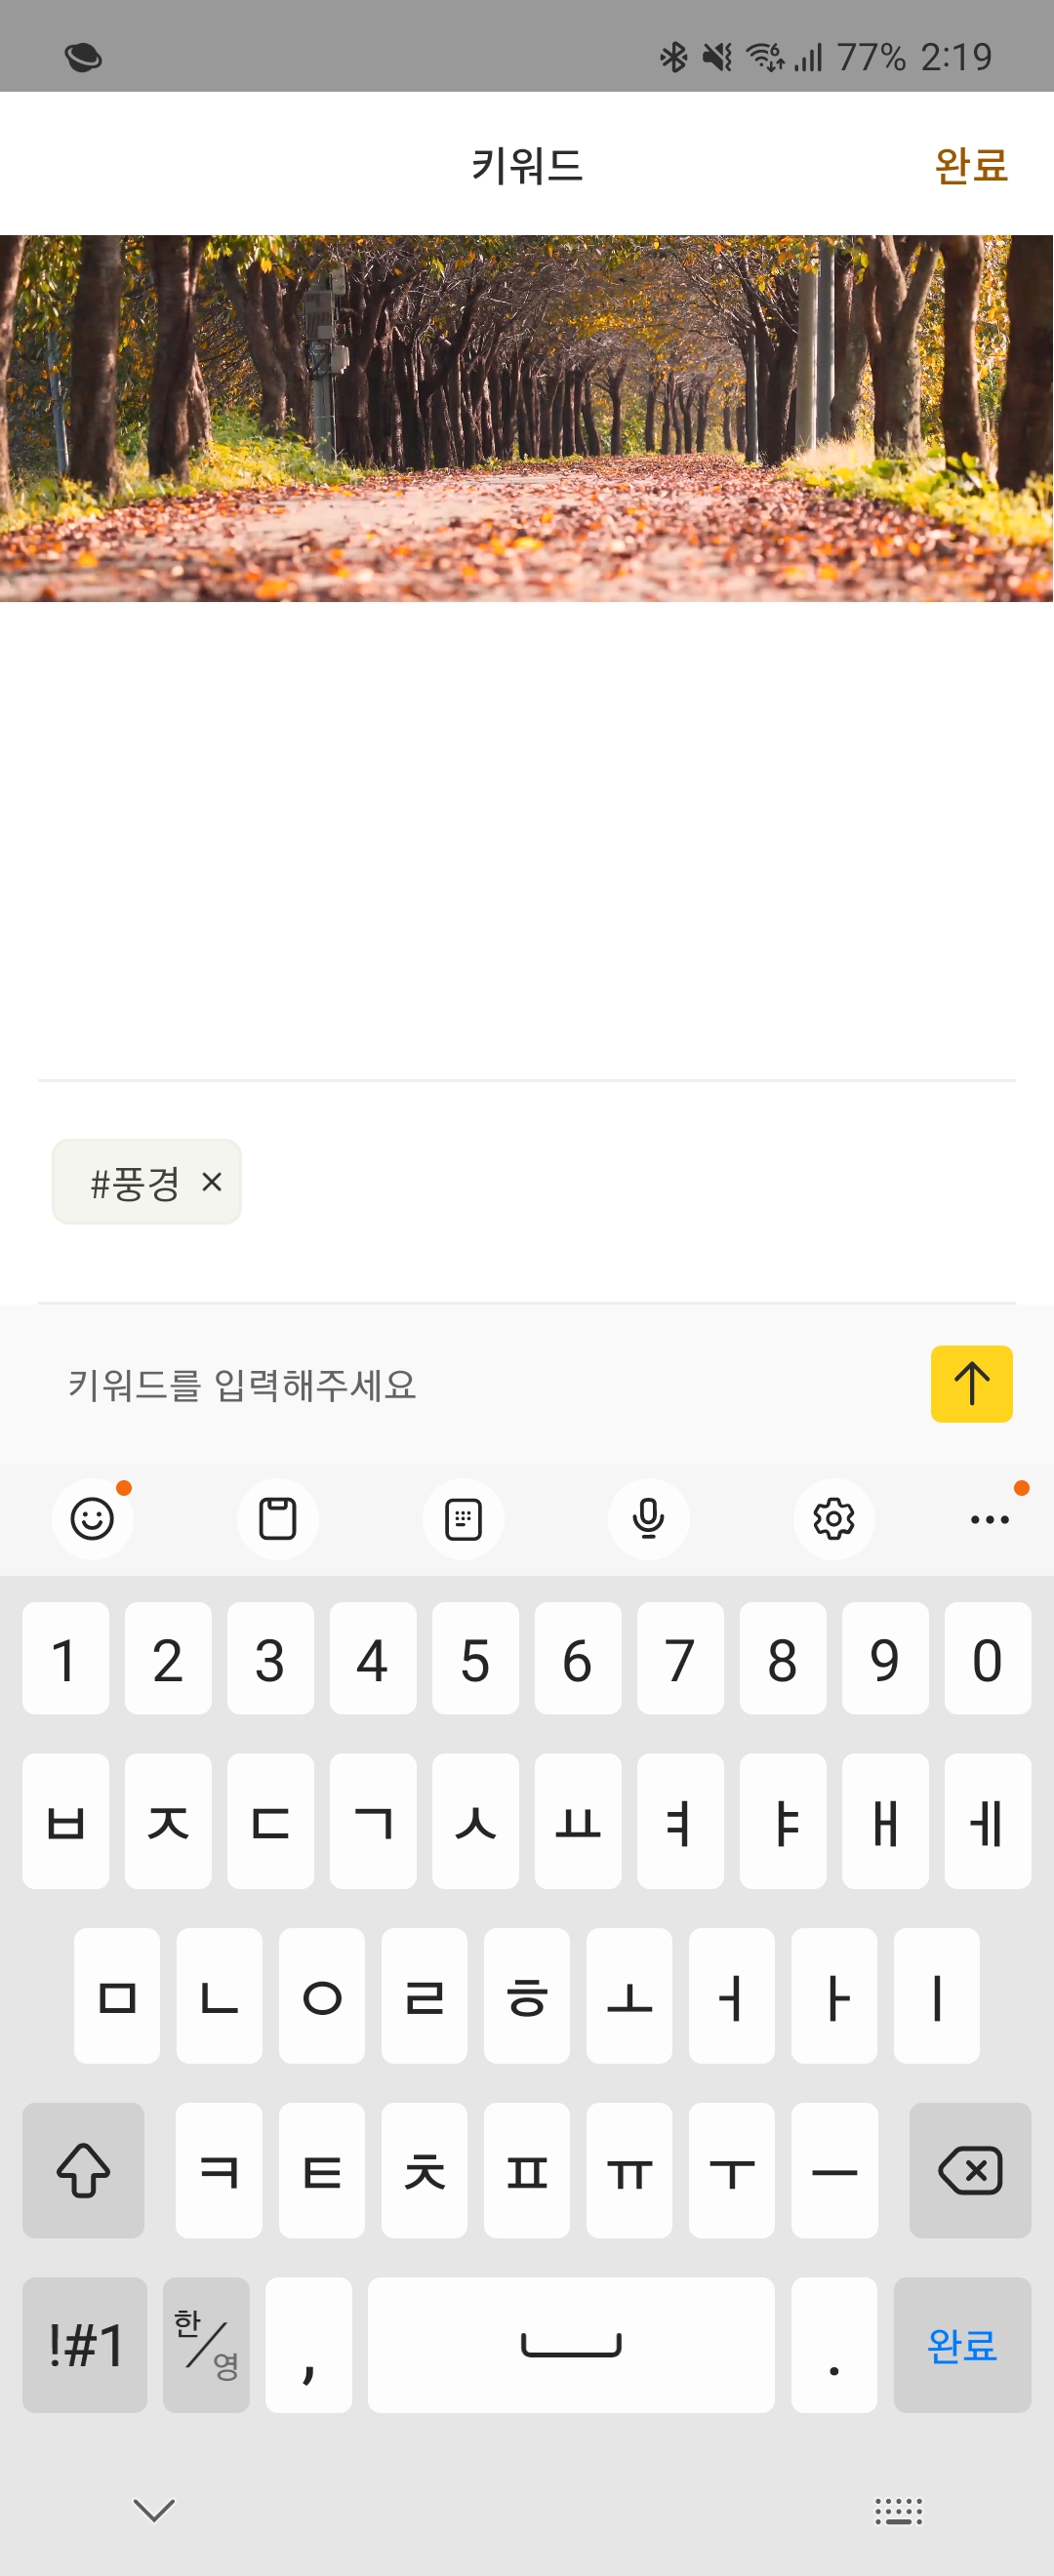 77% 2:19
키워드
완료
#풍경
키워드를 입력해주세요
1 2 3 4 5 6 7 8 9 0
ㅂ ㅈ ㄷ ㄱ ㅅ ㅛ ㅕ ㅑ ㅐ ㅔ
ㅁ ㄴ ㅇ ㄹ ㅎ ㅗ ㅓ ㅏ ㅣ
ㅋ ㅌ ㅊ ㅍ ㅠ ㅜ ㅡ
!#1 한/영 , . 완료